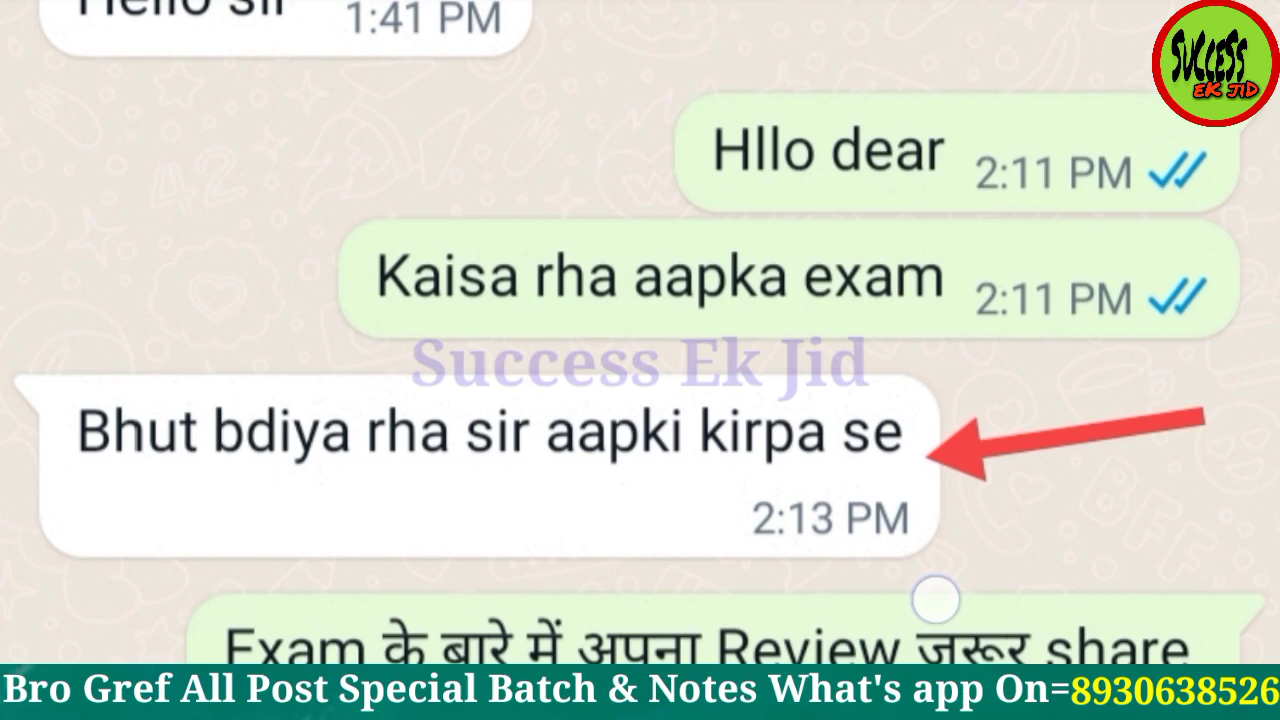 Hello sir 1:41 PM
SUCCESS
EK JID
Hllo dear 2:11 PM
Kaisa rha aapka exam 2:11 PM
Success Ek Jid
Bhut bdiya rha sir aapki kirpa se
2:13 PM
Exam के बारे में अपना Review जरूर share
Bro Gref All Post Special Batch & Notes What's app On=8930638526